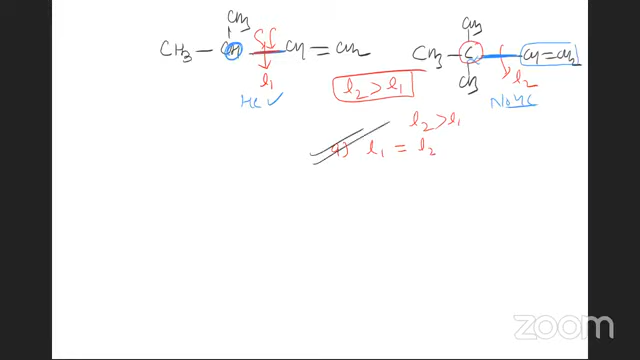 CH₃ CH₃
CH₃ — CH — CH = CH₂ CH₃ — C — CH = CH₂
l₁ CH₃ l₂
HC ✓ l₂ > l₁ No HC
l₂ > l₁
4) l₁ = l₂
zoom